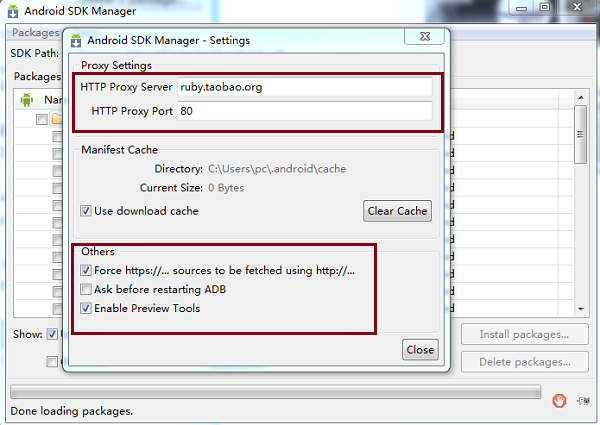 Android SDK Manager
Packages
SDK Path:
Packages
Android SDK Manager - Settings
Proxy Settings
HTTP Proxy Server ruby.taobao.org
HTTP Proxy Port 80
Manifest Cache
Directory: C:\Users\pc\.android\cache
Current Size: 0 Bytes
Use download cache Clear Cache
Others
Force https://... sources to be fetched using http://...
Ask before restarting ADB
Enable Preview Tools
Close
Show:
Install packages...
Delete packages...
Done loading packages.